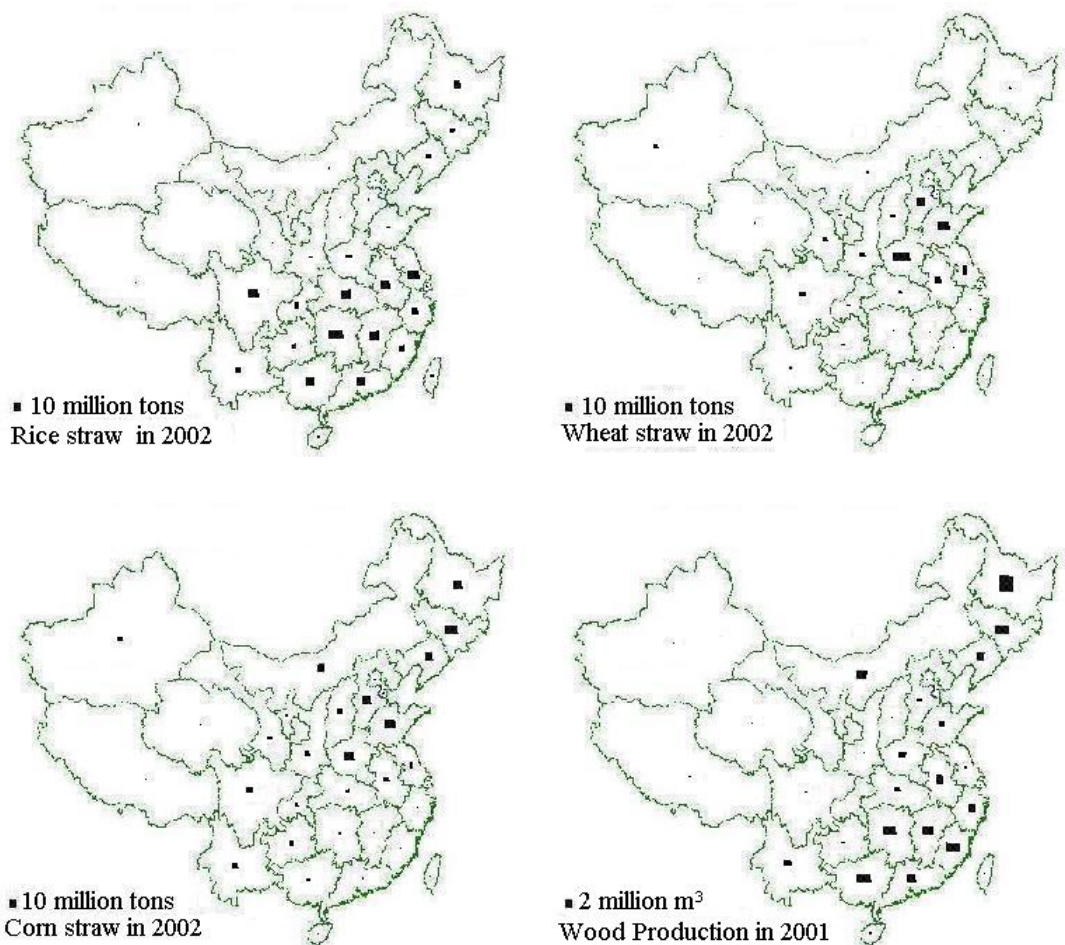 10 million tons
Rice straw in 2002
10 million tons
Wheat straw in 2002
10 million tons
Corn straw in 2002
2 million m³
Wood Production in 2001